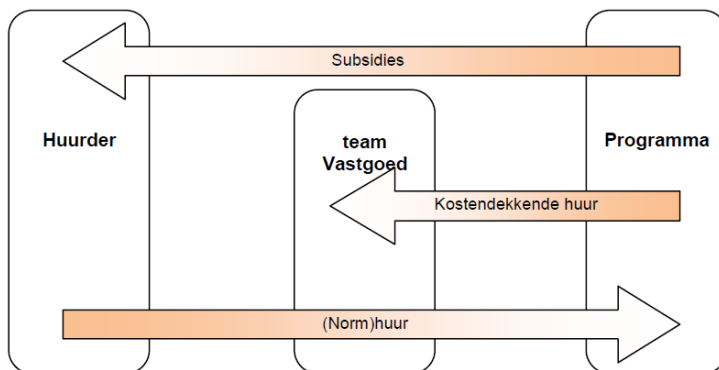 Subsidies
Huurder
team
Vastgoed
Programma
Kostendekkende huur
(Norm)huur